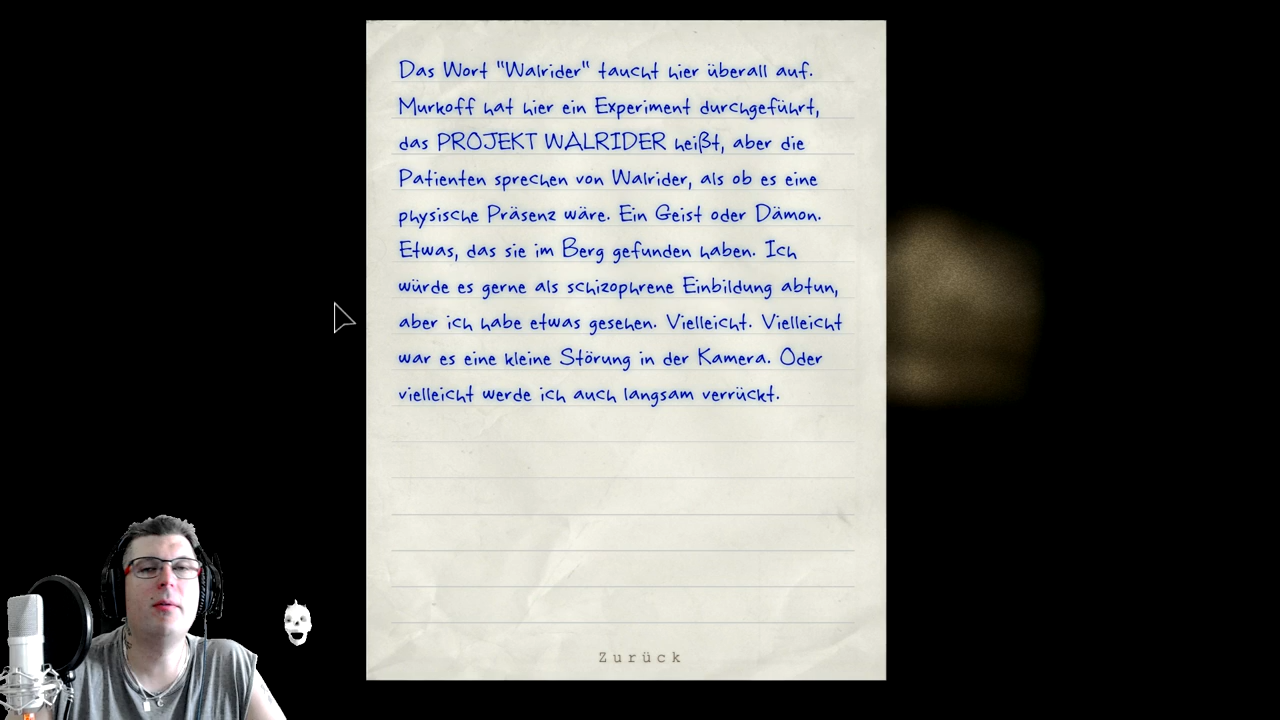 Das Wort "Walrider" taucht hier überall auf.
Murkoff hat hier ein Experiment durchgeführt,
das PROJEKT WALRIDER heißt, aber die
Patienten sprechen von Walrider, als ob es eine
physische Präsenz wäre. Ein Geist oder Dämon.
Etwas, das sie im Berg gefunden haben. Ich
würde es gerne als schizophrene Einbildung abtun,
aber ich habe etwas gesehen. Vielleicht. Vielleicht
war es eine kleine Störung in der Kamera. Oder
vielleicht werde ich auch langsam verrückt.
Zurück